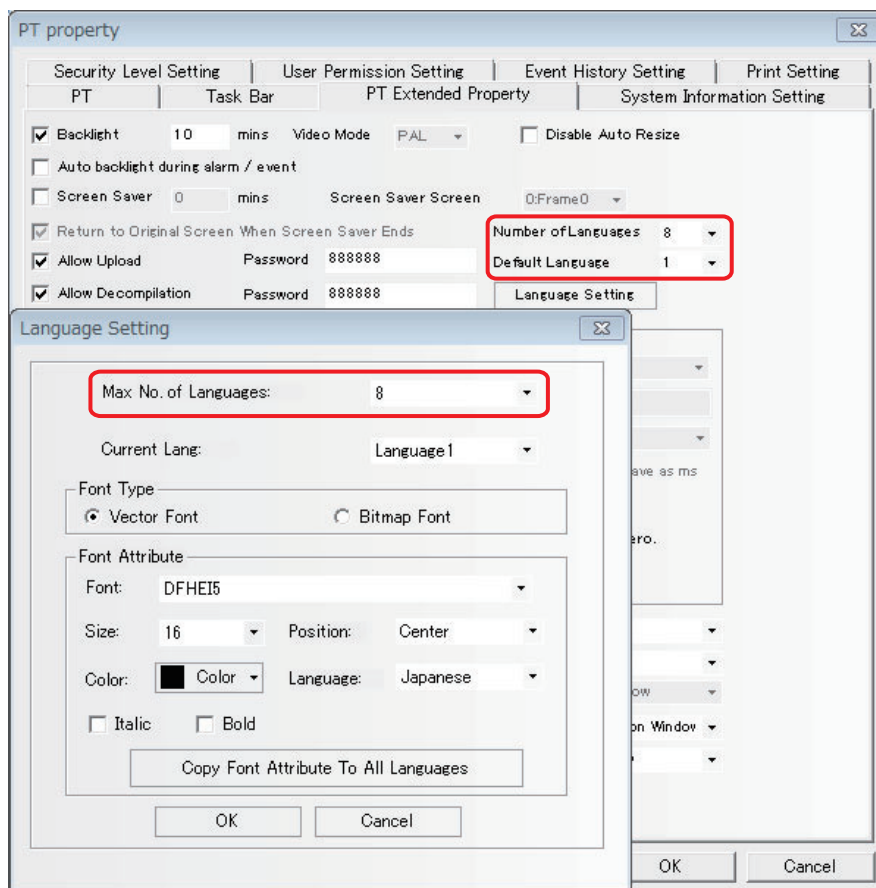 PT property
Security Level Setting User Permission Setting Event History Setting Print Setting
PT Task Bar PT Extended Property System Information Setting
Backlight 10 mins Video Mode PAL Disable Auto Resize
Auto backlight during alarm / event
Screen Saver 0 mins Screen Saver Screen 0:Frame0
Return to Original Screen When Screen Saver Ends Number of Languages 8
Allow Upload Password 888888 Default Language 1
Allow Decompilation Password 888888 Language Setting
Language Setting
Max No. of Languages: 8
Current Lang: Language1
ave as ms
Font Type
Vector Font Bitmap Font
ero.
Font Attribute
Font: DFHEI5
Size: 16 Position: Center
Color: Color Language: Japanese
ow
Italic Bold
on Window
Copy Font Attribute To All Languages
OK Cancel
OK Cancel